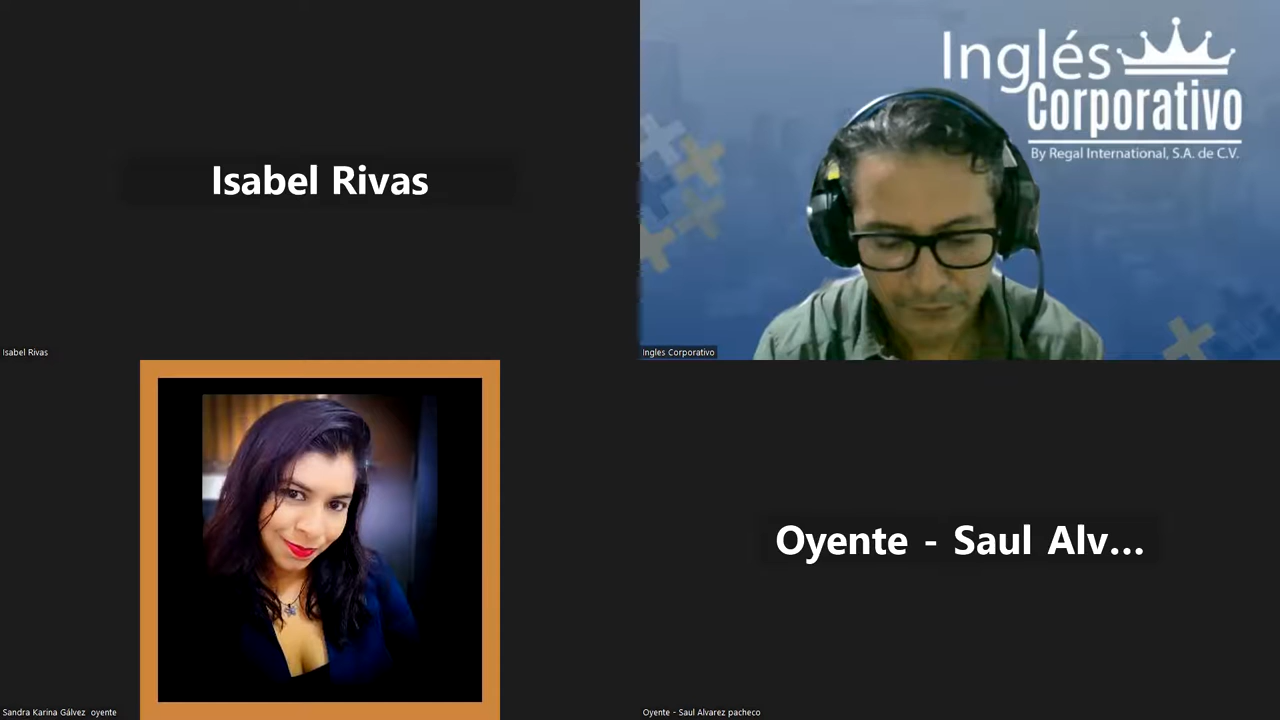 Isabel Rivas
Isabel Rivas
Inglés
Corporativo
By Regal International, S.A. de C.V.
Ingles Corporativo
Sandra Karina Gálvez oyente
Oyente - Saul Alv...
Oyente - Saul Alvarez pacheco